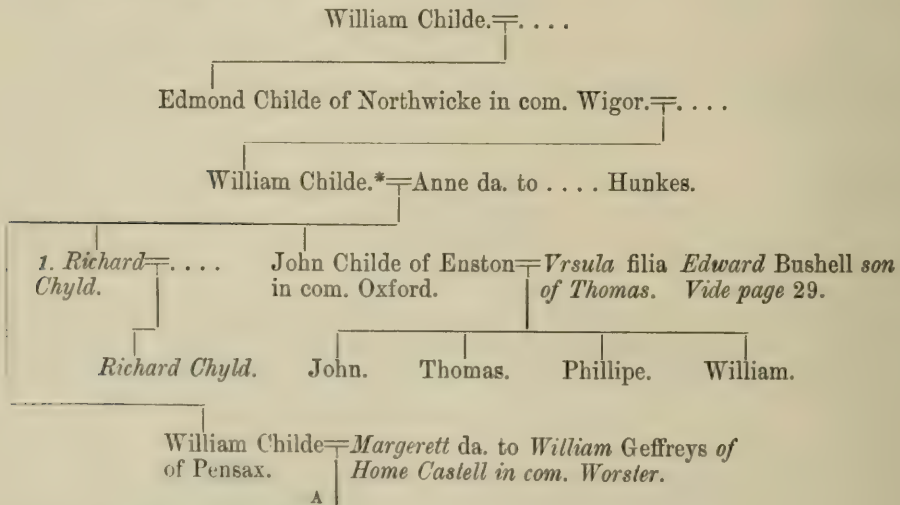 William Childe. . . . .
Edmond Childe of Northwicke in com. Wigor. . . . .
William Childe.* Anne da. to . . . . Hunkes.
1. Richard . . . . John Childe of Enston Vrsula filia Edward Bushell son
Chyld. in com. Oxford. of Thomas. Vide page 29.
Richard Chyld. John. Thomas. Phillipe. William.
William Childe Margerett da. to William Geffreys of
of Pensax. Home Castell in com. Worster.
A